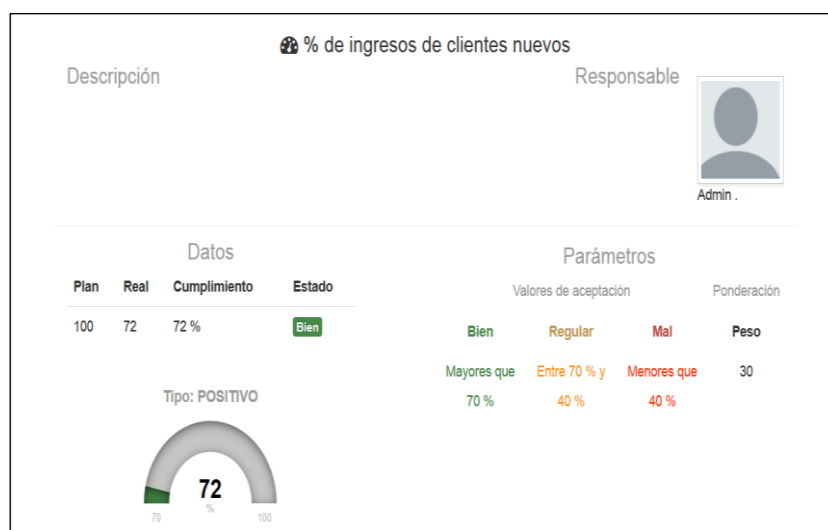 % de ingresos de clientes nuevos
Descripción
Responsable
Admin .
Datos
Plan Real Cumplimiento Estado
100 72 72 % Bien
Tipo: POSITIVO
72
%
70 100
Parámetros
Valores de aceptación Ponderación
Bien Regular Mal Peso
Mayores que Entre 70 % y Menores que 30
70 % 40 % 40 %